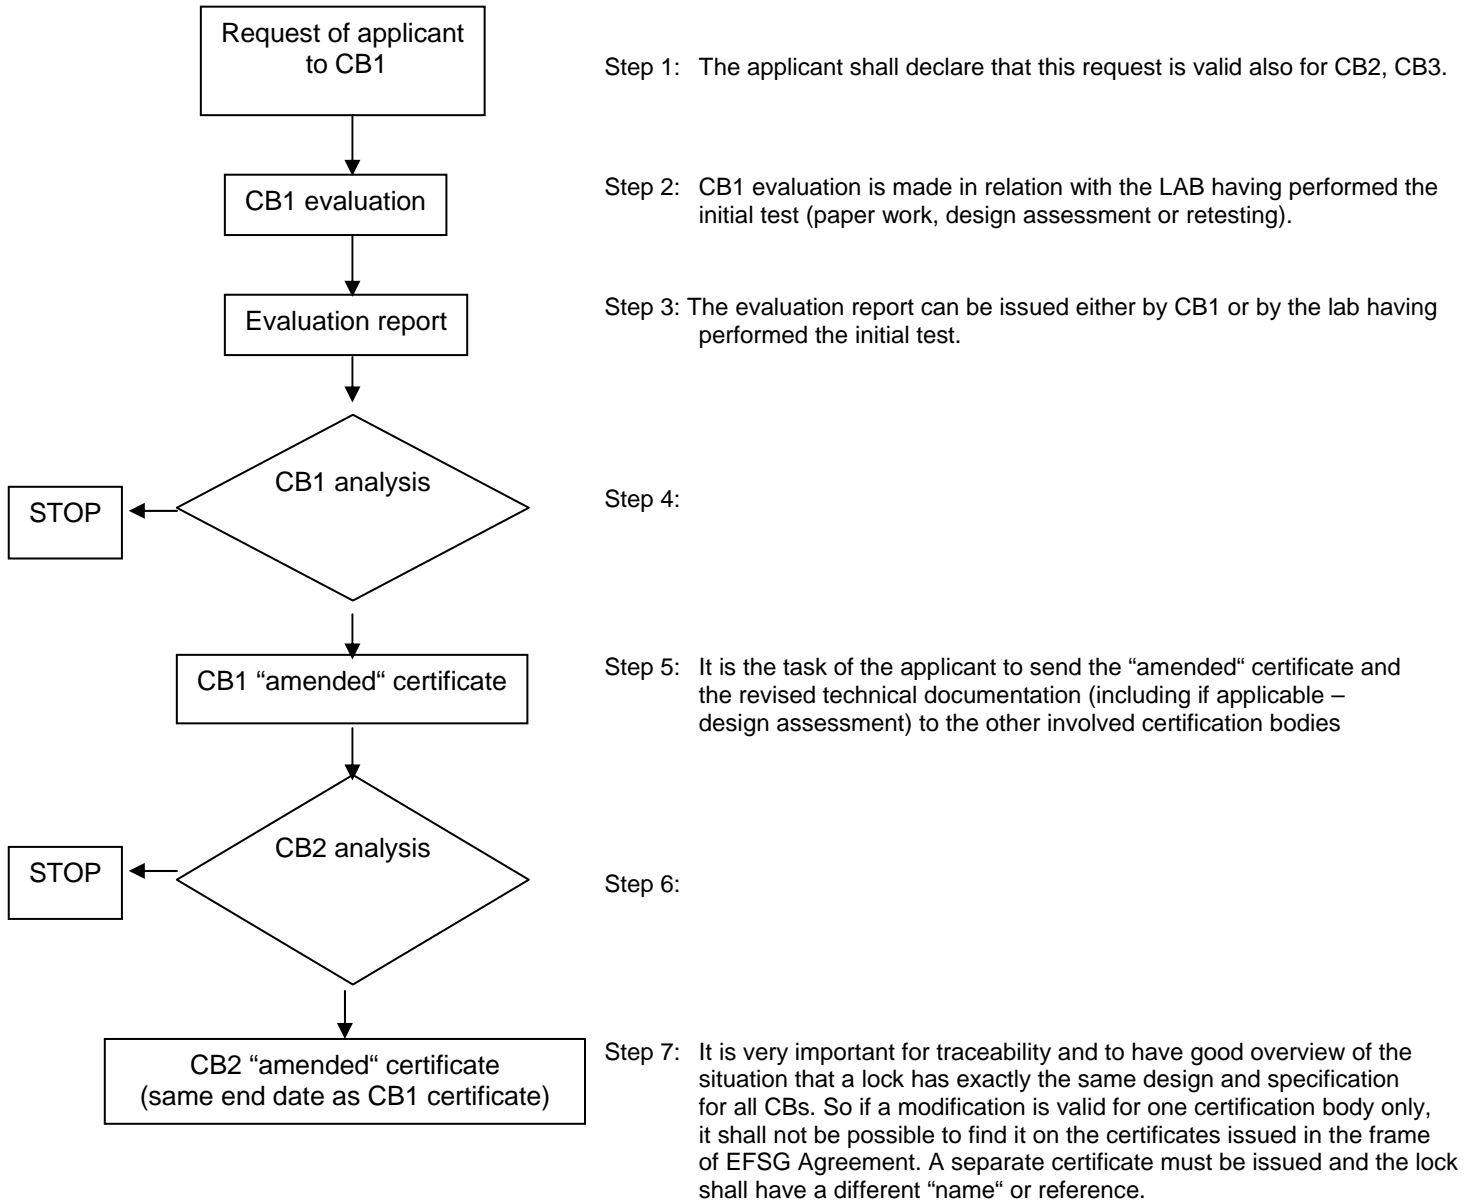 Request of applicant
to CB1
Step 1: The applicant shall declare that this request is valid also for CB2, CB3.
CB1 evaluation
Step 2: CB1 evaluation is made in relation with the LAB having performed the
initial test (paper work, design assessment or retesting).
Evaluation report
Step 3: The evaluation report can be issued either by CB1 or by the lab having
performed the initial test.
CB1 analysis
STOP
Step 4:
CB1 “amended“ certificate
Step 5: It is the task of the applicant to send the “amended“ certificate and
the revised technical documentation (including if applicable –
design assessment) to the other involved certification bodies
CB2 analysis
STOP
Step 6:
CB2 “amended“ certificate
(same end date as CB1 certificate)
Step 7: It is very important for traceability and to have good overview of the
situation that a lock has exactly the same design and specification
for all CBs. So if a modification is valid for one certification body only,
it shall not be possible to find it on the certificates issued in the frame
of EFSG Agreement. A separate certificate must be issued and the lock
shall have a different “name“ or reference.